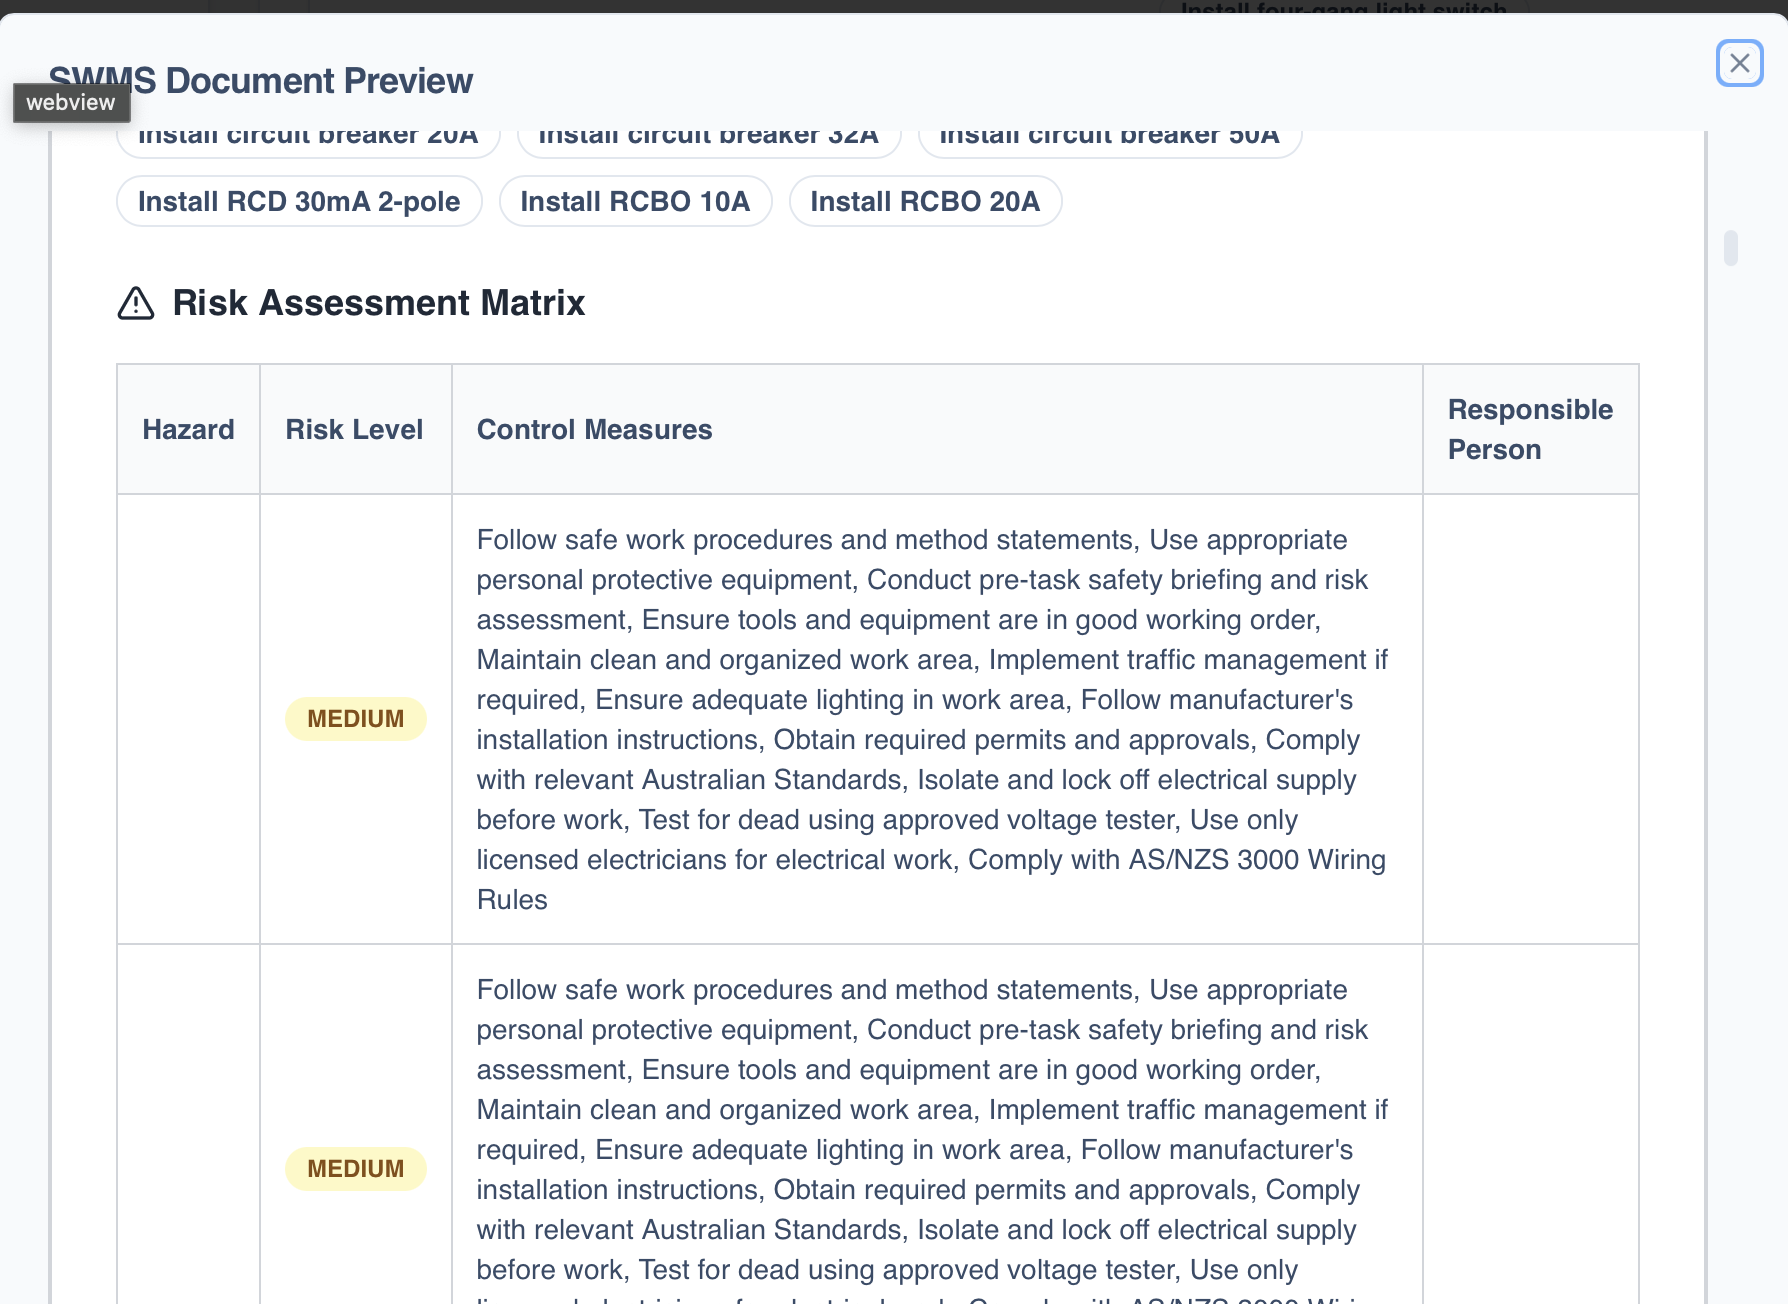 Install four-gang light switch
SWMS Document Preview
webview
Install circuit breaker 20A
Install circuit breaker 32A
Install circuit breaker 50A
Install RCD 30mA 2-pole
Install RCBO 10A
Install RCBO 20A
Risk Assessment Matrix
Hazard
Risk Level
Control Measures
Responsible
Person
MEDIUM
Follow safe work procedures and method statements, Use appropriate
personal protective equipment, Conduct pre-task safety briefing and risk
assessment, Ensure tools and equipment are in good working order,
Maintain clean and organized work area, Implement traffic management if
required, Ensure adequate lighting in work area, Follow manufacturer's
installation instructions, Obtain required permits and approvals, Comply
with relevant Australian Standards, Isolate and lock off electrical supply
before work, Test for dead using approved voltage tester, Use only
licensed electricians for electrical work, Comply with AS/NZS 3000 Wiring
Rules
MEDIUM
Follow safe work procedures and method statements, Use appropriate
personal protective equipment, Conduct pre-task safety briefing and risk
assessment, Ensure tools and equipment are in good working order,
Maintain clean and organized work area, Implement traffic management if
required, Ensure adequate lighting in work area, Follow manufacturer's
installation instructions, Obtain required permits and approvals, Comply
with relevant Australian Standards, Isolate and lock off electrical supply
before work, Test for dead using approved voltage tester, Use only